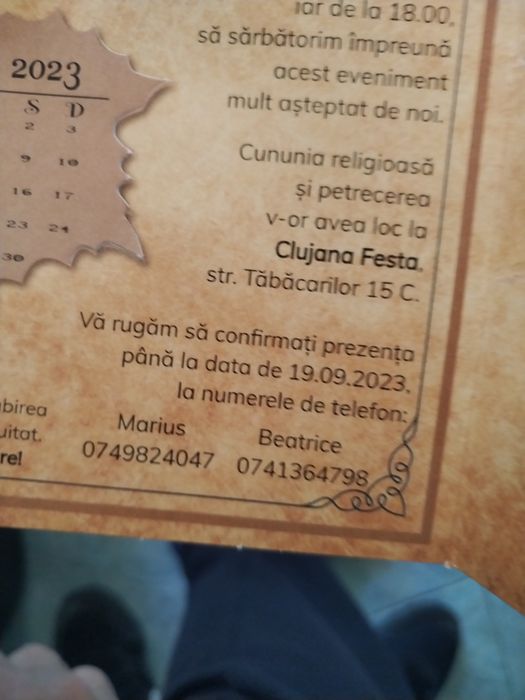 iar de la 18.00,
să sărbătorim împreună
acest eveniment
mult așteptat de noi.
2023
S D
2 3
9 10
16 17
23 24
30
Cununia religioasă
și petrecerea
v-or avea loc la
Clujana Festa,
str. Tăbăcarilor 15 C.
Vă rugăm să confirmați prezența
până la data de 19.09.2023,
la numerele de telefon:
Marius Beatrice
0749824047 0741364798